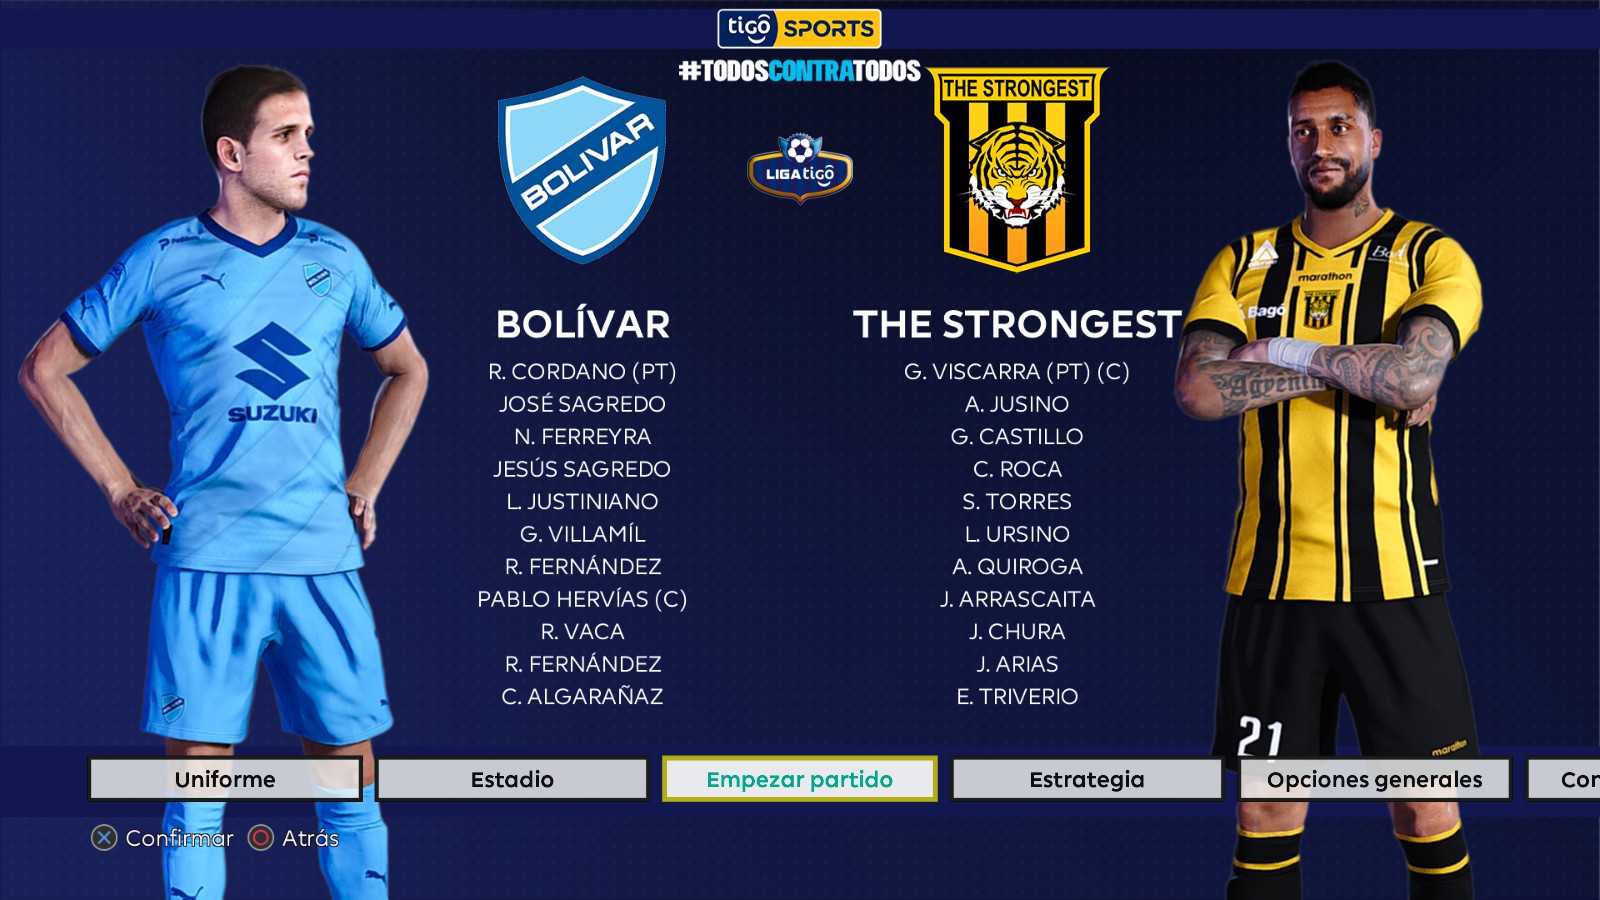 tigo SPORTS
#TODOSCONTRATODOS
BOLIVAR
THE STRONGEST
LIGA tigo
BOLÍVAR
R. CORDANO (PT)
JOSÉ SAGREDO
N. FERREYRA
JESÚS SAGREDO
L. JUSTINIANO
G. VILLAMÍL
R. FERNÁNDEZ
PABLO HERVÍAS (C)
R. VACA
R. FERNÁNDEZ
C. ALGARAÑAZ
THE STRONGEST
G. VISCARRA (PT) (C)
A. JUSINO
G. CASTILLO
C. ROCA
S. TORRES
L. URSINO
A. QUIROGA
J. ARRASCAITA
J. CHURA
J. ARIAS
E. TRIVERIO
SUZUKI
marathon
Bagó
21
marathon
Uniforme
Estadio
Empezar partido
Estrategia
Opciones generales
Confirmar
Atrás